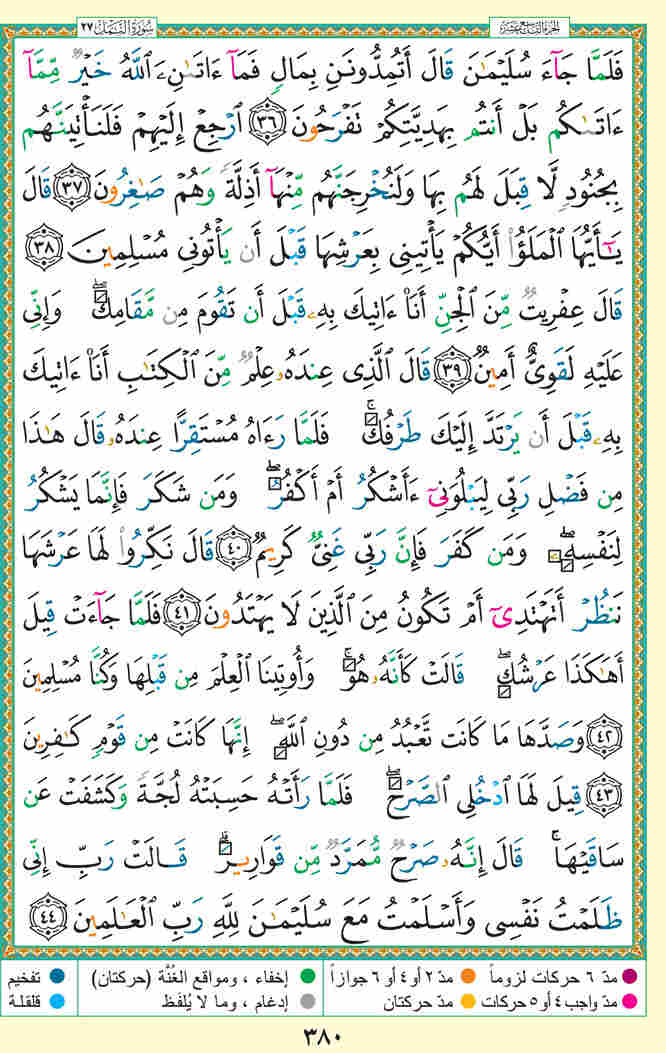 سُورَةُ النَّمْلِ ٢٧
الجزء التاسع عشر
فَلَمَّا جَآءَ سُلَيْمَٰنَ قَالَ أَتُمِدُّونَنِ بِمَالٍ فَمَآ ءَاتَىٰنِۦَ ٱللَّهُ خَيْرٌ مِّمَّآ
ءَاتَىٰكُم بَلْ أَنتُم بِهَدِيَّتِكُمْ تَفْرَحُونَ ٣٦ ٱرْجِعْ إِلَيْهِمْ فَلَنَأْتِيَنَّهُم
بِجُنُودٍ لَّا قِبَلَ لَهُم بِهَا وَلَنُخْرِجَنَّهُم مِّنْهَآ أَذِلَّةً وَهُمْ صَٰغِرُونَ ٣٧ قَالَ
يَٰٓأَيُّهَا ٱلْمَلَؤُا۟ أَيُّكُمْ يَأْتِينِى بِعَرْشِهَا قَبْلَ أَن يَأْتُونِى مُسْلِمِينَ ٣٨
قَالَ عِفْرِيتٌ مِّنَ ٱلْجِنِّ أَنَا۠ ءَاتِيكَ بِهِۦ قَبْلَ أَن تَقُومَ مِن مَّقَامِكَ ۖ وَإِنِّى
عَلَيْهِ لَقَوِىٌّ أَمِينٌ ٣٩ قَالَ ٱلَّذِى عِندَهُۥ عِلْمٌ مِّنَ ٱلْكِتَٰبِ أَنَا۠ ءَاتِيكَ
بِهِۦ قَبْلَ أَن يَرْتَدَّ إِلَيْكَ طَرْفُكَ ۚ فَلَمَّا رَءَاهُ مُسْتَقِرًّا عِندَهُۥ قَالَ هَٰذَا
مِن فَضْلِ رَبِّى لِيَبْلُوَنِىٓ ءَأَشْكُرُ أَمْ أَكْفُرُ ۖ وَمَن شَكَرَ فَإِنَّمَا يَشْكُرُ
لِنَفْسِهِۦ ۖ وَمَن كَفَرَ فَإِنَّ رَبِّى غَنِىٌّ كَرِيمٌ ٤٠ قَالَ نَكِّرُوا۟ لَهَا عَرْشَهَا
نَنظُرْ أَتَهْتَدِىٓ أَمْ تَكُونُ مِنَ ٱلَّذِينَ لَا يَهْتَدُونَ ٤١ فَلَمَّا جَآءَتْ قِيلَ
أَهَٰكَذَا عَرْشُكِ ۖ قَالَتْ كَأَنَّهُۥ هُوَ ۚ وَأُوتِينَا ٱلْعِلْمَ مِن قَبْلِهَا وَكُنَّا مُسْلِمِينَ
٤٢ وَصَدَّهَا مَا كَانَت تَّعْبُدُ مِن دُونِ ٱللَّهِ ۖ إِنَّهَا كَانَتْ مِن قَوْمٍ كَٰفِرِينَ
٤٣ قِيلَ لَهَا ٱدْخُلِى ٱلصَّرْحَ ۖ فَلَمَّا رَأَتْهُ حَسِبَتْهُ لُجَّةً وَكَشَفَتْ عَن
سَاقَيْهَا ۚ قَالَ إِنَّهُۥ صَرْحٌ مُّمَرَّدٌ مِّن قَوَارِيرَ ۗ قَالَتْ رَبِّ إِنِّى
ظَلَمْتُ نَفْسِى وَأَسْلَمْتُ مَعَ سُلَيْمَٰنَ لِلَّهِ رَبِّ ٱلْعَٰلَمِينَ ٤٤
مدّ ٦ حركات لزوماً مدّ ٢ أو ٤ أو ٦ جوازاً إخفاء ، ومواقع الغُنَّة (حركتان) تفخيم
مدّ واجب ٤ أو ٥ حركات مدّ حركتان إدغام ، وما لا يُلفَظ قلقلة
٣٨٠